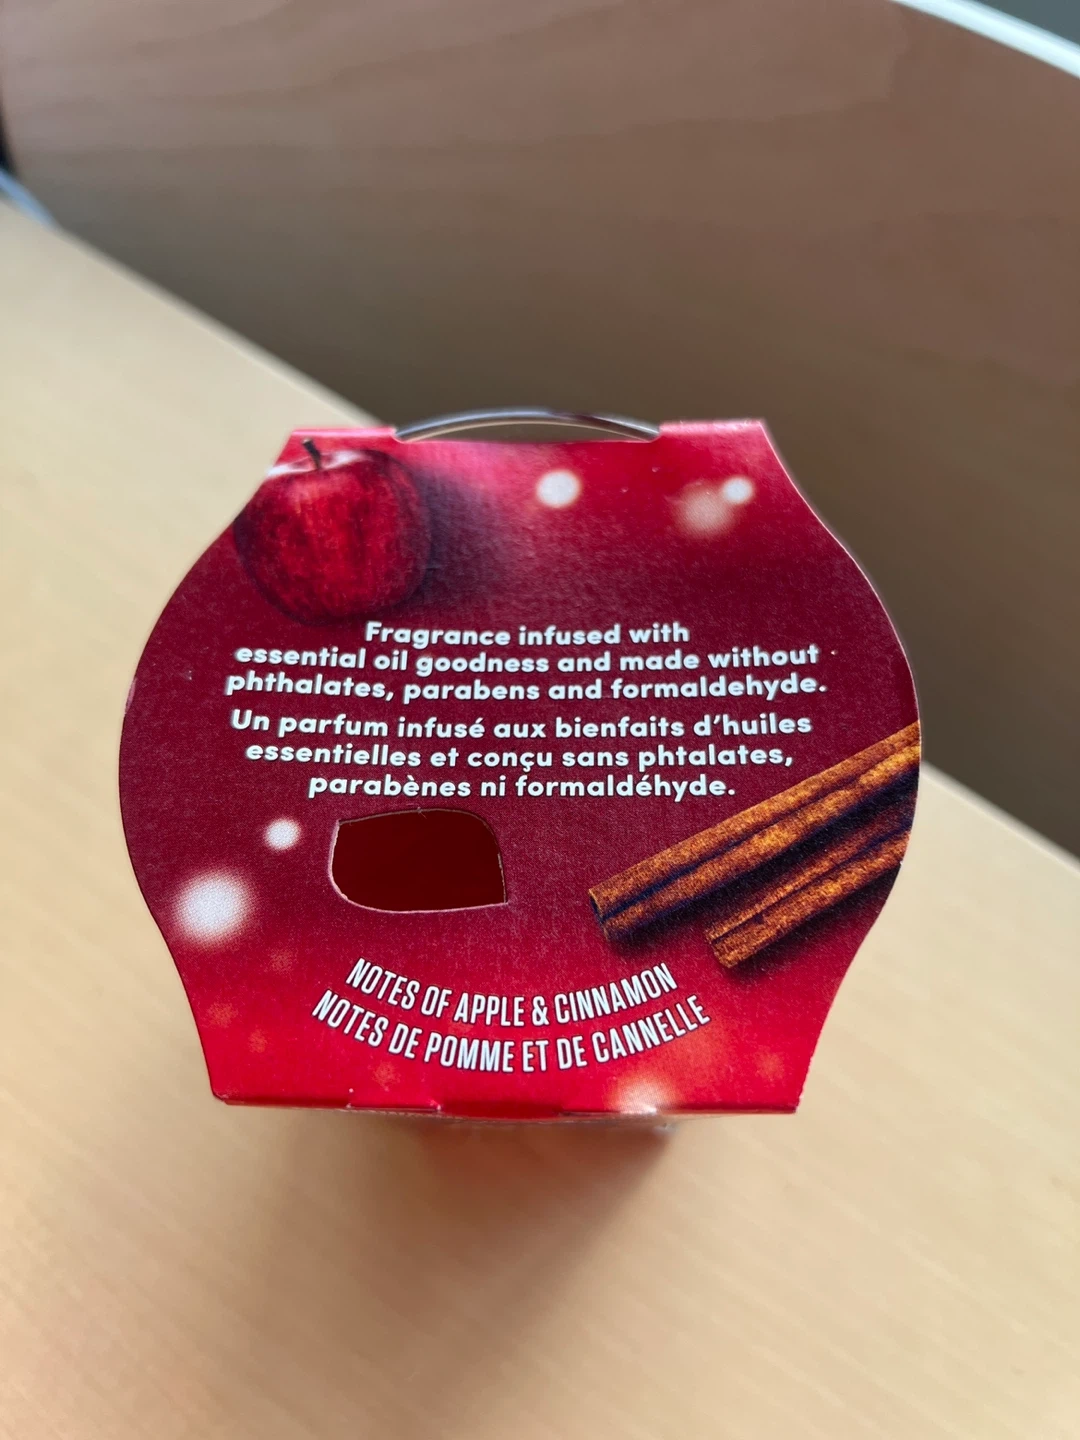 Fragrance infused with
essential oil goodness and made without
phthalates, parabens and formaldehyde.
Un parfum infusé aux bienfaits d'huiles
essentielles et conçu sans phtalates,
parabènes ni formaldéhyde.
NOTES OF APPLE & CINNAMON
NOTES DE POMME ET DE CANNELLE